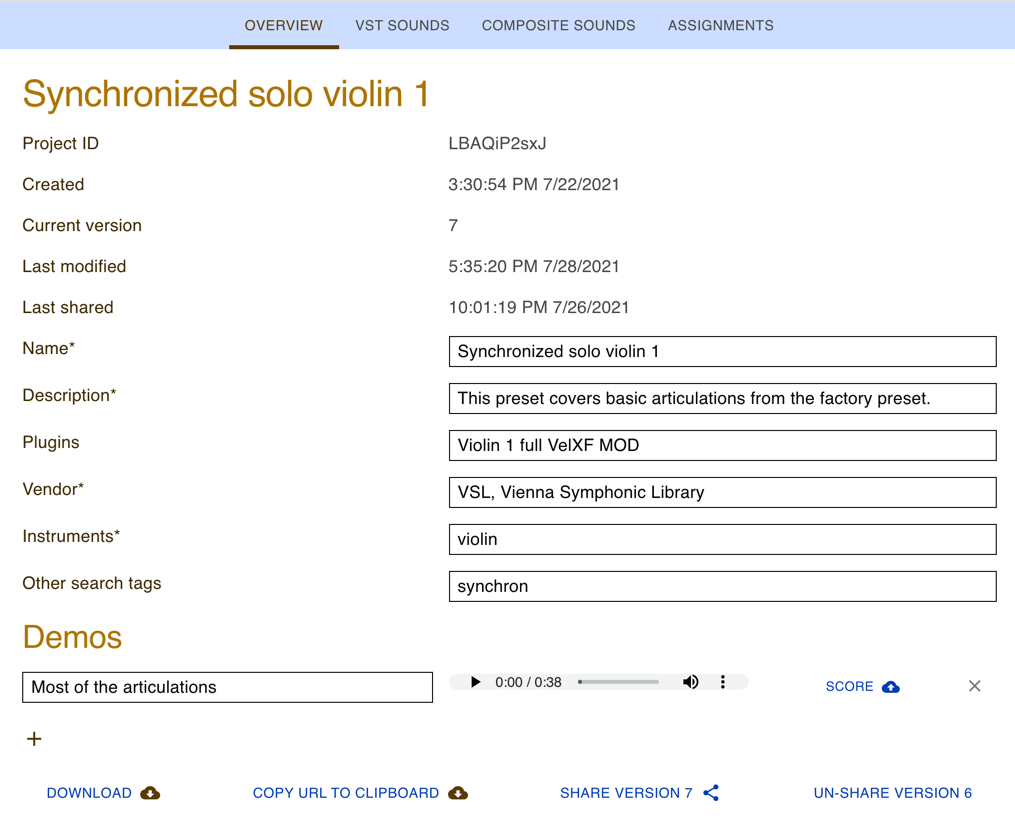 OVERVIEW VST SOUNDS COMPOSITE SOUNDS ASSIGNMENTS
Synchronized solo violin 1
Project ID LBAQiP2sxJ
Created 3:30:54 PM 7/22/2021
Current version 7
Last modified 5:35:20 PM 7/28/2021
Last shared 10:01:19 PM 7/26/2021
Name* Synchronized solo violin 1
Description* This preset covers basic articulations from the factory preset.
Plugins Violin 1 full VelXF MOD
Vendor* VSL, Vienna Symphonic Library
Instruments* violin
Other search tags synchron
Demos
Most of the articulations 0:00 / 0:38 SCORE
DOWNLOAD COPY URL TO CLIPBOARD SHARE VERSION 7 UN-SHARE VERSION 6